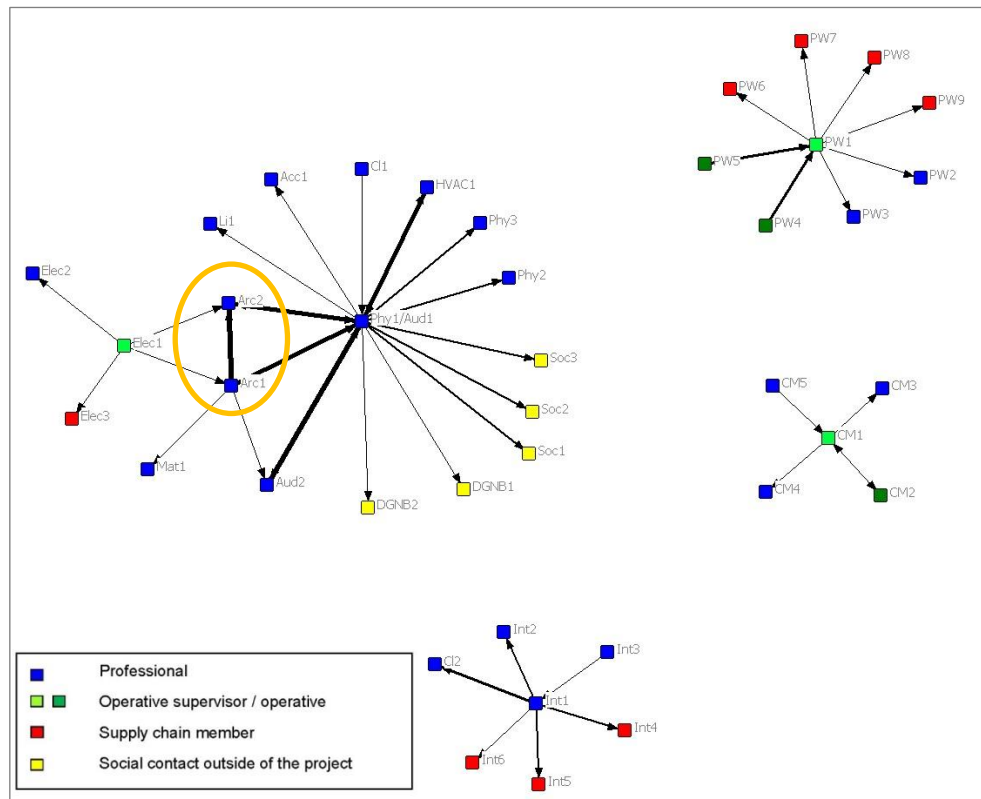 PW7
PW8
PW6
PW9
PW1
PW5
PW2
PW3
PW4
Cl1
Acc1
HVAC1
Li1
Phy3
Elec2
Phy2
Arc2
Phy1/Aud1
Elec1
Soc3
Arc1
Soc2
Elec3
Soc1
Mat1
Aud2
DGNB1
DGNB2
CM5
CM3
CM1
CM4
CM2
Int2
Int3
Cl2
Int1
Int4
Int6
Int5
Professional
Operative supervisor / operative
Supply chain member
Social contact outside of the project